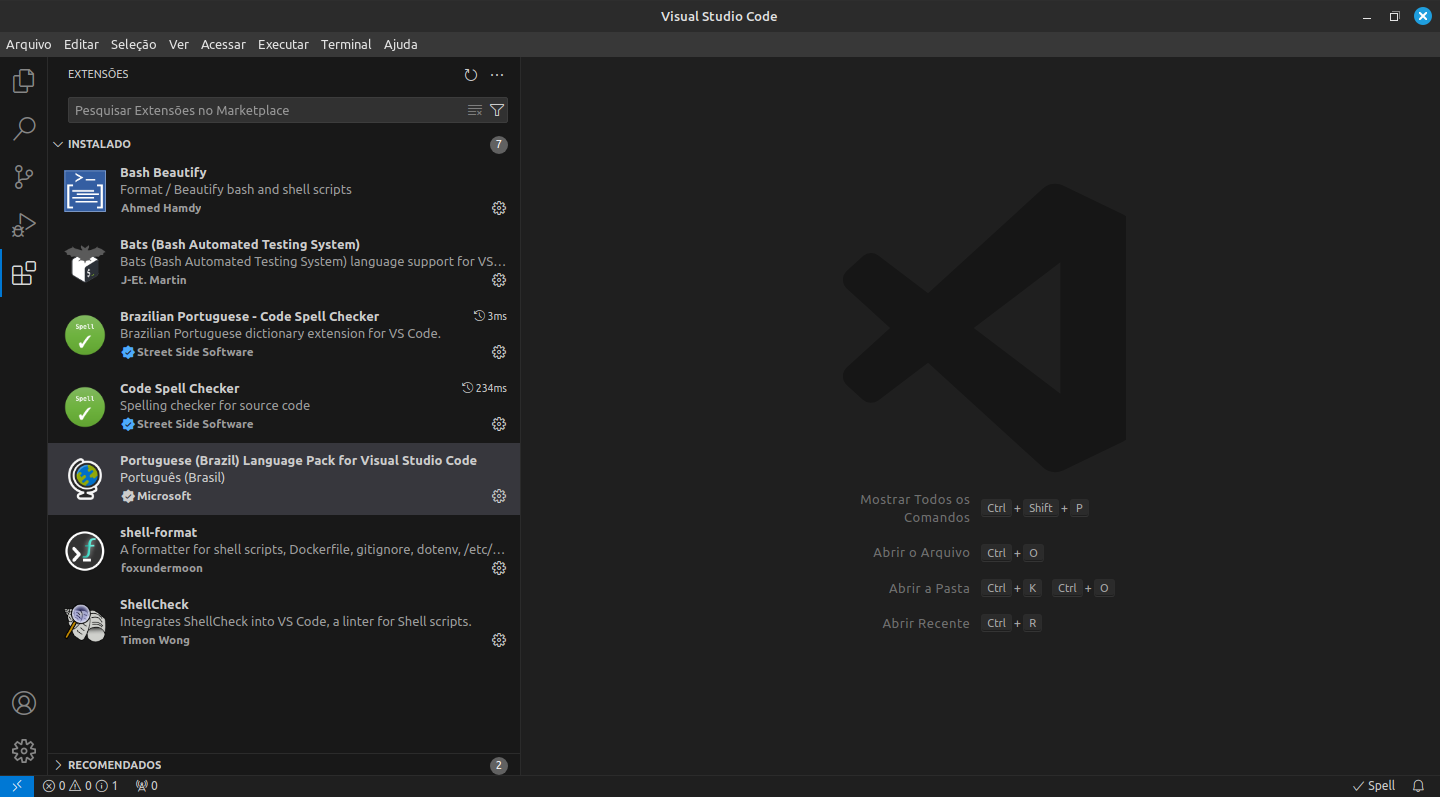 Visual Studio Code
Arquivo Editar Seleção Ver Acessar Executar Terminal Ajuda
EXTENSÕES
Pesquisar Extensões no Marketplace
INSTALADO 7
Bash Beautify
Format / Beautify bash and shell scripts
Ahmed Hamdy
Bats (Bash Automated Testing System)
Bats (Bash Automated Testing System) language support for VS...
J-Et. Martin
Brazilian Portuguese - Code Spell Checker 3ms
Brazilian Portuguese dictionary extension for VS Code.
Street Side Software
Spell
Code Spell Checker 234ms
Spelling checker for source code
Street Side Software
Spell
Portuguese (Brazil) Language Pack for Visual Studio Code
Português (Brasil)
Microsoft
shell-format
A formatter for shell scripts, Dockerfile, gitignore, dotenv, /etc/...
foxundermoon
ShellCheck
Integrates ShellCheck into VS Code, a linter for Shell scripts.
Timon Wong
RECOMENDADOS 2
Mostrar Todos os
Comandos Ctrl + Shift + P
Abrir o Arquivo Ctrl + O
Abrir a Pasta Ctrl + K Ctrl + O
Abrir Recente Ctrl + R
0 0 1 0 Spell